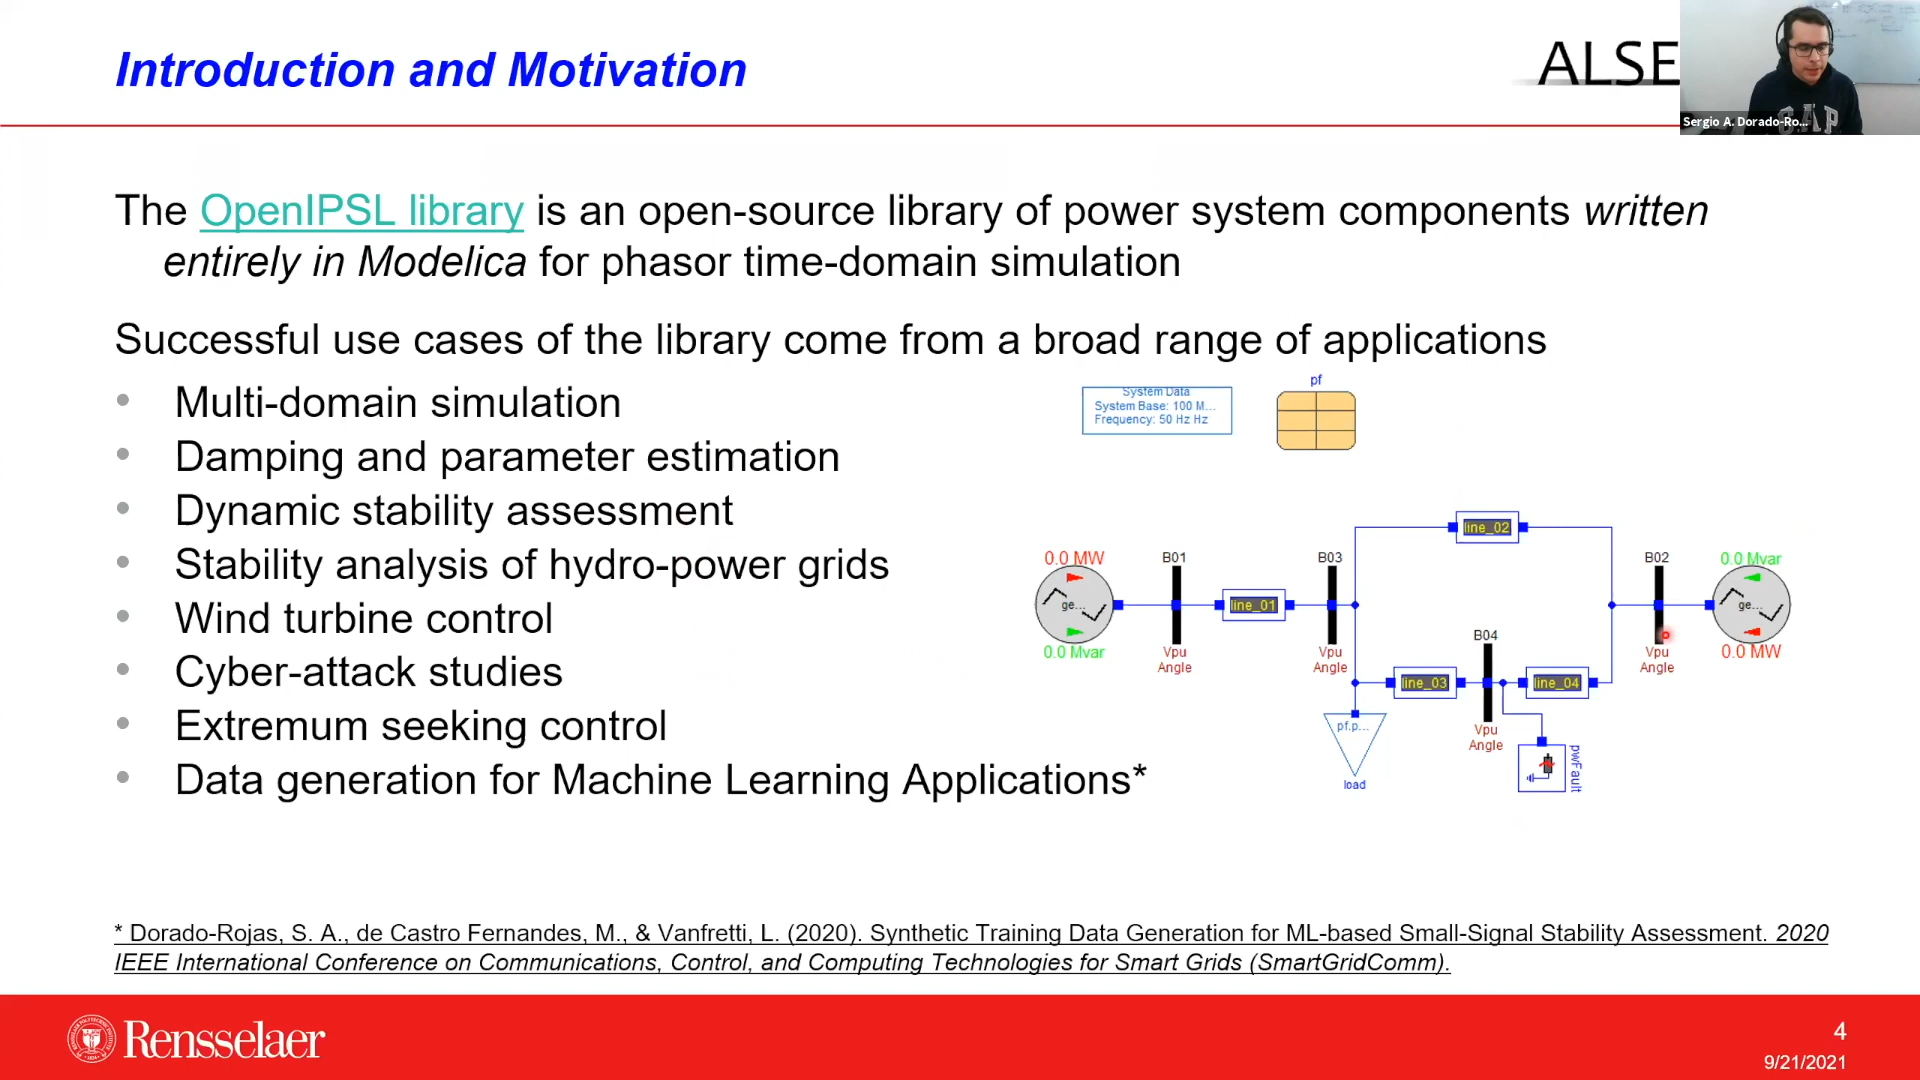 Introduction and Motivation
ALSE
Sergio A. Dorado-Ro...
GAP
The OpenIPSL library is an open-source library of power system components written
entirely in Modelica for phasor time-domain simulation
Successful use cases of the library come from a broad range of applications
• Multi-domain simulation
• Damping and parameter estimation
• Dynamic stability assessment
• Stability analysis of hydro-power grids
• Wind turbine control
• Cyber-attack studies
• Extremum seeking control
• Data generation for Machine Learning Applications*
System Data
System Base: 100 M...
Frequency: 50 Hz Hz
pf
0.0 MW
ge...
0.0 Mvar
B01
Vpu
Angle
line_01
B03
Vpu
Angle
line_02
line_03
B04
Vpu
Angle
line_04
B02
Vpu
Angle
0.0 Mvar
ge...
0.0 MW
pf.p...
load
pwFault
* Dorado-Rojas, S. A., de Castro Fernandes, M., & Vanfretti, L. (2020). Synthetic Training Data Generation for ML-based Small-Signal Stability Assessment. 2020
IEEE International Conference on Communications, Control, and Computing Technologies for Smart Grids (SmartGridComm).
Rensselaer
4
9/21/2021